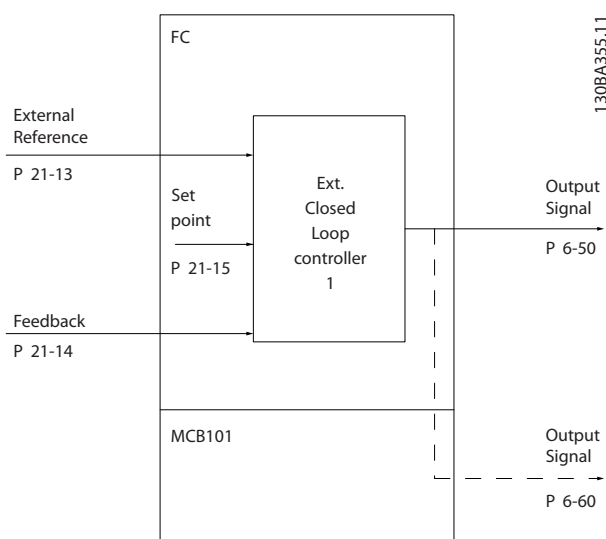 FC
130BA355.11
External
Reference
P 21-13
Set
point
P 21-15
Ext.
Closed
Loop
controller
1
Output
Signal
P 6-50
Feedback
P 21-14
MCB101
Output
Signal
P 6-60